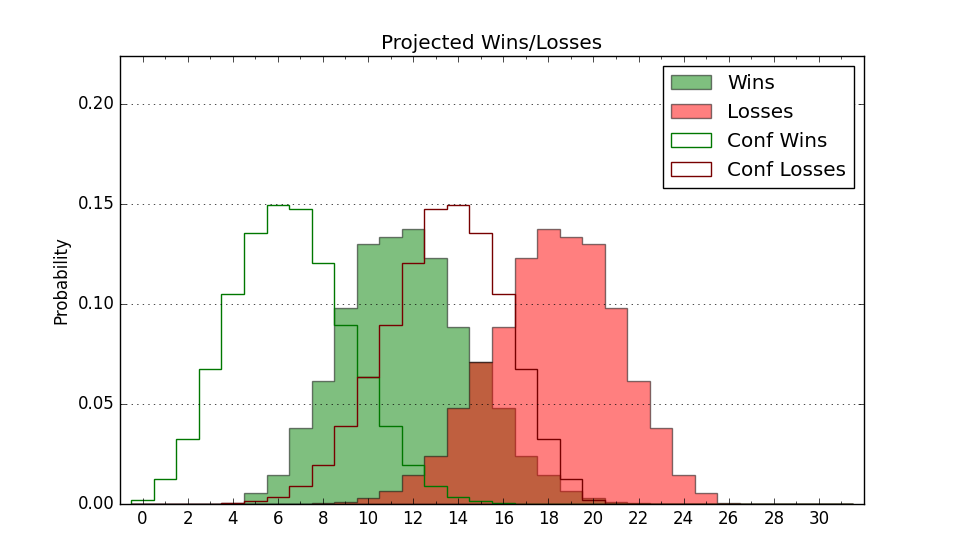 Projected Wins/Losses
Wins
Losses
Conf Wins
Conf Losses
Probability
0.20
0.15
0.10
0.05
0.00
0 2 4 6 8 10 12 14 16 18 20 22 24 26 28 30